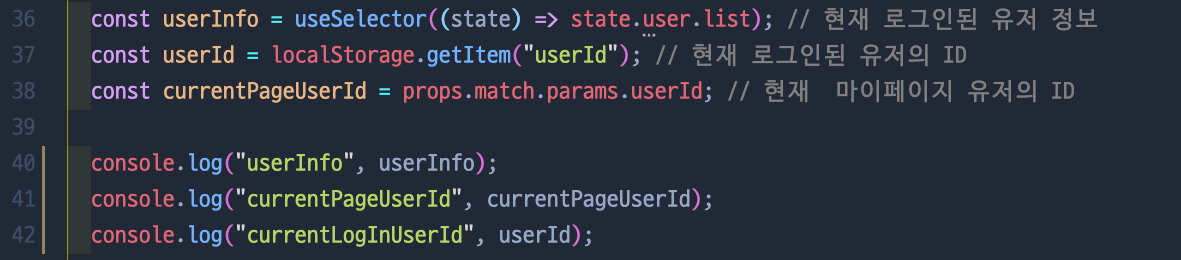 36 const userInfo = useSelector((state) => state.user.list); // 현재 로그인된 유저 정보
37 const userId = localStorage.getItem("userId"); // 현재 로그인된 유저의 ID
38 const currentPageUserId = props.match.params.userId; // 현재  마이페이지 유저의 ID
39
40 console.log("userInfo", userInfo);
41 console.log("currentPageUserId", currentPageUserId);
42 console.log("currentLogInUserId", userId);